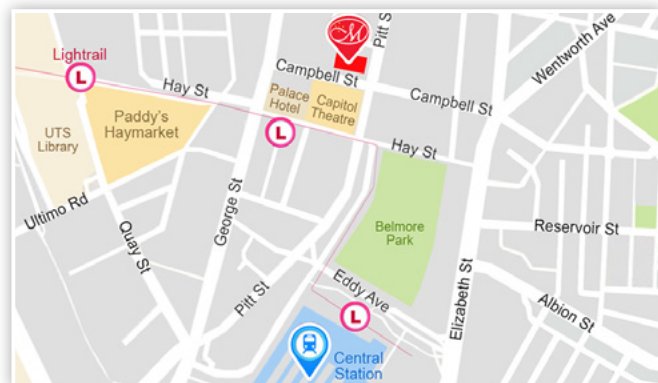 M
Pitt St
Wentworth Ave
Lightrail
L
Campbell St
Hay St
Palace
Hotel
Capitol
Theatre
Campbell St
Paddy's
Haymarket
UTS
Library
L
Hay St
Ultimo Rd
George St
Quay St
Belmore
Park
Reservoir St
Pitt St
Eddy Ave
Elizabeth St
Albion St
L
Central
Station